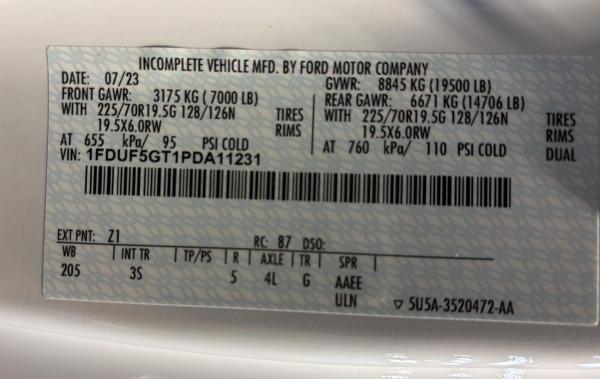 INCOMPLETE VEHICLE MFD. BY FORD MOTOR COMPANY
DATE: 07/23 GVWR: 8845 KG (19500 LB)
FRONT GAWR: 3175 KG (7000 LB) REAR GAWR: 6671 KG (14706 LB)
WITH 225/70R19.5G 128/126N TIRES WITH 225/70R19.5G 128/126N TIRES
19.5X6.0RW RIMS 19.5X6.0RW RIMS
AT 655 kPa/ 95 PSI COLD AT 760 kPa/ 110 PSI COLD DUAL
VIN: 1FDUF5GT1PDA11231
EXT PNT: Z1 RC: 87 DSO:
WB INT TR TP/PS R AXLE TR SPR
205 3S 5 4L G AAEE
ULN ▽ 5U5A-3520472-AA